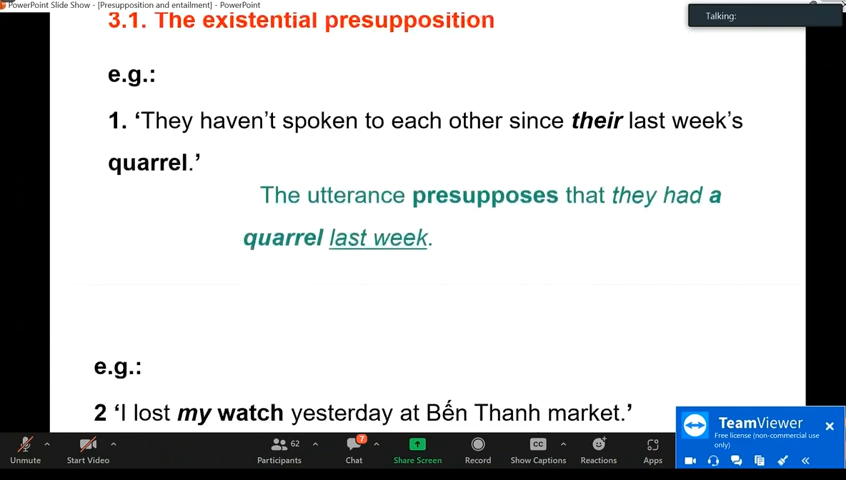 PowerPoint Slide Show - [Presupposition and entailment] - PowerPoint
Talking:
3.1. The existential presupposition
e.g.:
1. ‘They haven’t spoken to each other since their last week’s
quarrel.’
The utterance presupposes that they had a
quarrel last week.
e.g.:
2 ‘I lost my watch yesterday at Bến Thanh market.’
TeamViewer
Free license (non-commercial use
only)
62
7
CC
Unmute
Start Video
Participants
Chat
Share Screen
Record
Show Captions
Reactions
Apps